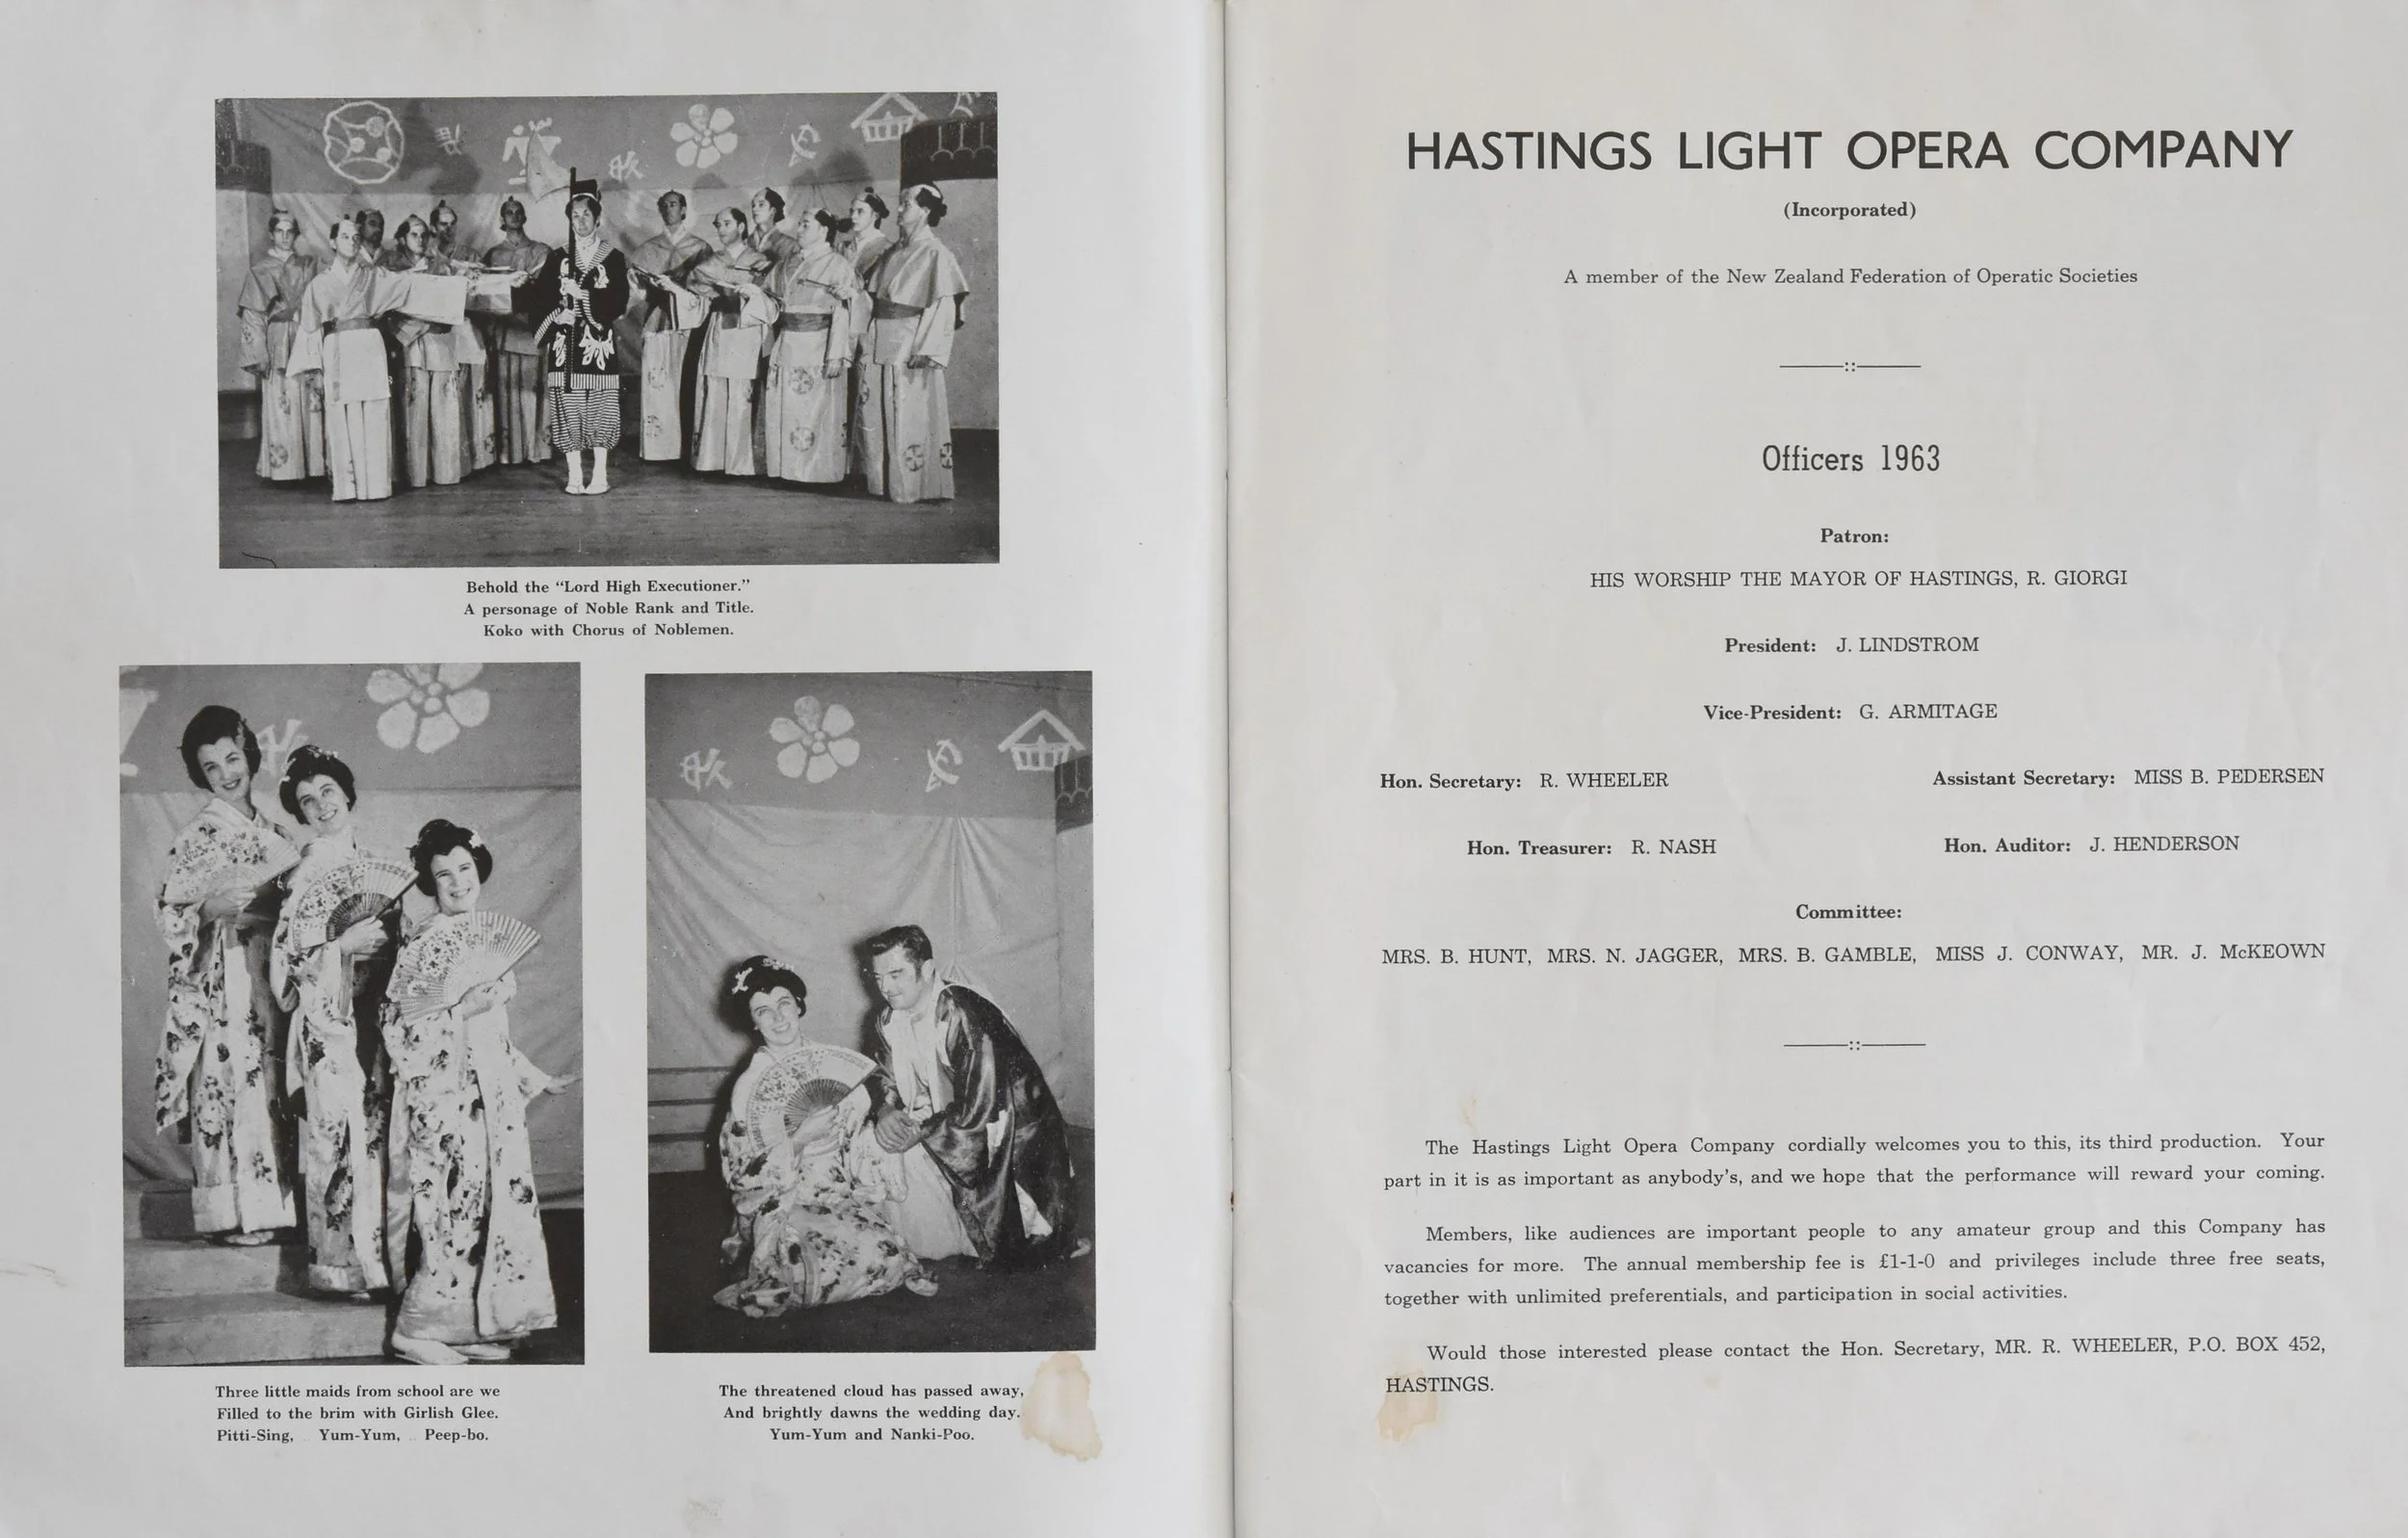 Behold the “Lord High Executioner.”
A personage of Noble Rank and Title.
Koko with Chorus of Noblemen.
Three little maids from school are we
Filled to the brim with Girlish Glee.
Pitti-Sing, Yum-Yum, Peep-bo.
The threatened cloud has passed away,
And brightly dawns the wedding day.
Yum-Yum and Nanki-Poo.
HASTINGS LIGHT OPERA COMPANY
(Incorporated)
A member of the New Zealand Federation of Operatic Societies
Officers 1963
Patron:
HIS WORSHIP THE MAYOR OF HASTINGS, R. GIORGI
President: J. LINDSTROM
Vice-President: G. ARMITAGE
Hon. Secretary: R. WHEELER Assistant Secretary: MISS B. PEDERSEN
Hon. Treasurer: R. NASH Hon. Auditor: J. HENDERSON
Committee:
MRS. B. HUNT, MRS. N. JAGGER, MRS. B. GAMBLE, MISS J. CONWAY, MR. J. McKEOWN
The Hastings Light Opera Company cordially welcomes you to this, its third production. Your
part in it is as important as anybody's, and we hope that the performance will reward your coming.
Members, like audiences are important people to any amateur group and this Company has
vacancies for more. The annual membership fee is £1-1-0 and privileges include three free seats,
together with unlimited preferentials, and participation in social activities.
Would those interested please contact the Hon. Secretary, MR. R. WHEELER, P.O. BOX 452,
HASTINGS.